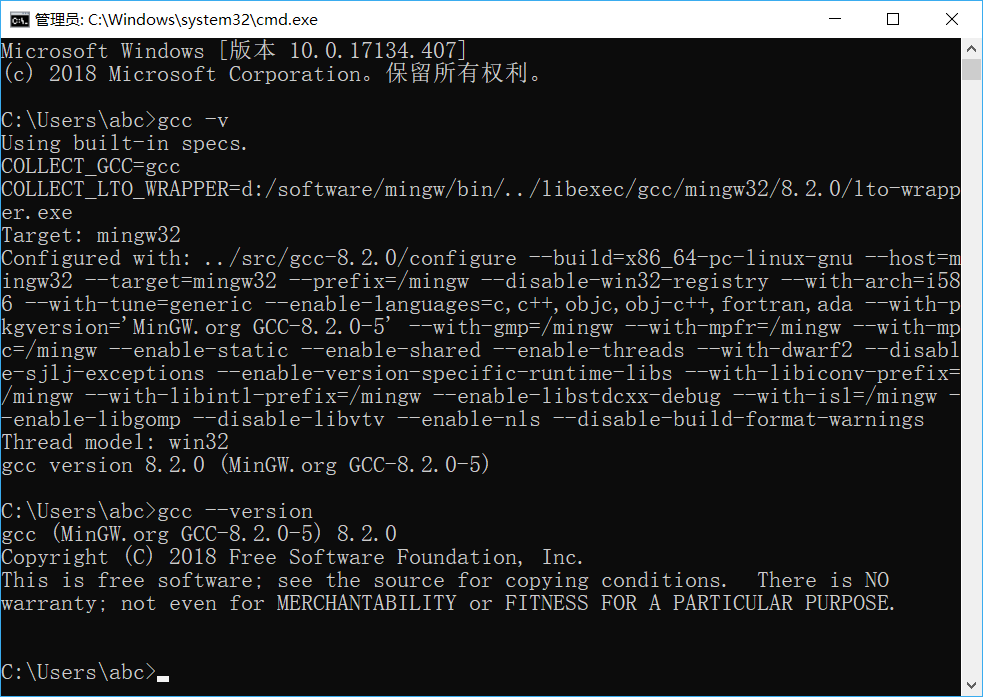 管理员: C:\Windows\system32\cmd.exe
Microsoft Windows [版本 10.0.17134.407]
(c) 2018 Microsoft Corporation。保留所有权利。
C:\Users\abc>gcc -v
Using built-in specs.
COLLECT_GCC=gcc
COLLECT_LTO_WRAPPER=d:/software/mingw/bin/../libexec/gcc/mingw32/8.2.0/lto-wrapp
er.exe
Target: mingw32
Configured with: ../src/gcc-8.2.0/configure --build=x86_64-pc-linux-gnu --host=m
ingw32 --target=mingw32 --prefix=/mingw --disable-win32-registry --with-arch=i58
6 --with-tune=generic --enable-languages=c,c++,objc,obj-c++,fortran,ada --with-p
kgversion='MinGW.org GCC-8.2.0-5' --with-gmp=/mingw --with-mpfr=/mingw --with-mp
c=/mingw --enable-static --enable-shared --enable-threads --with-dwarf2 --disabl
e-sjlj-exceptions --enable-version-specific-runtime-libs --with-libiconv-prefix=
/mingw --with-libintl-prefix=/mingw --enable-libstdcxx-debug --with-isl=/mingw -
-enable-libgomp --disable-libvtv --enable-nls --disable-build-format-warnings
Thread model: win32
gcc version 8.2.0 (MinGW.org GCC-8.2.0-5)
C:\Users\abc>gcc --version
gcc (MinGW.org GCC-8.2.0-5) 8.2.0
Copyright (C) 2018 Free Software Foundation, Inc.
This is free software; see the source for copying conditions.  There is NO
warranty; not even for MERCHANTABILITY or FITNESS FOR A PARTICULAR PURPOSE.
C:\Users\abc>